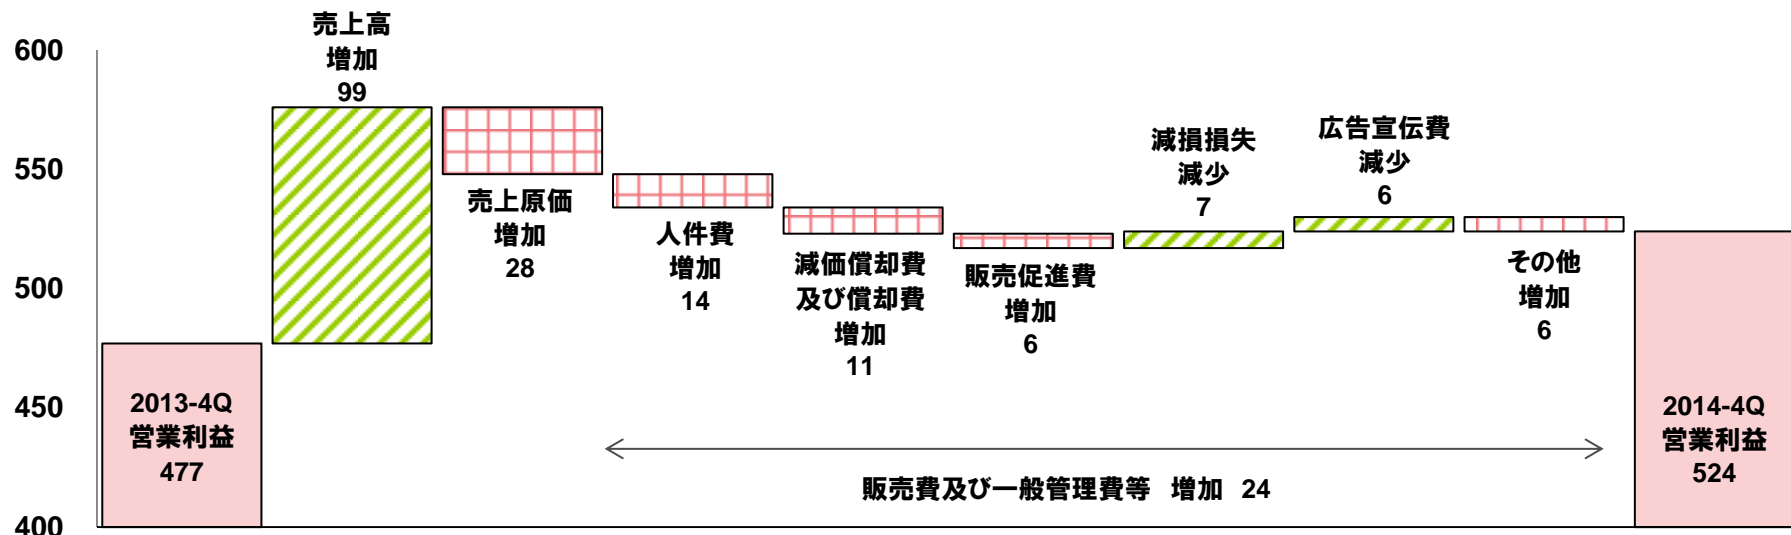 600
550
500
450
400
2013-4Q
営業利益
477
売上高
増加
99
売上原価
増加
28
人件費
増加
14
減価償却費
及び償却費
増加
11
販売促進費
増加
6
減損損失
減少
7
広告宣伝費
減少
6
その他
増加
6
2014-4Q
営業利益
524
販売費及び一般管理費等 増加 24